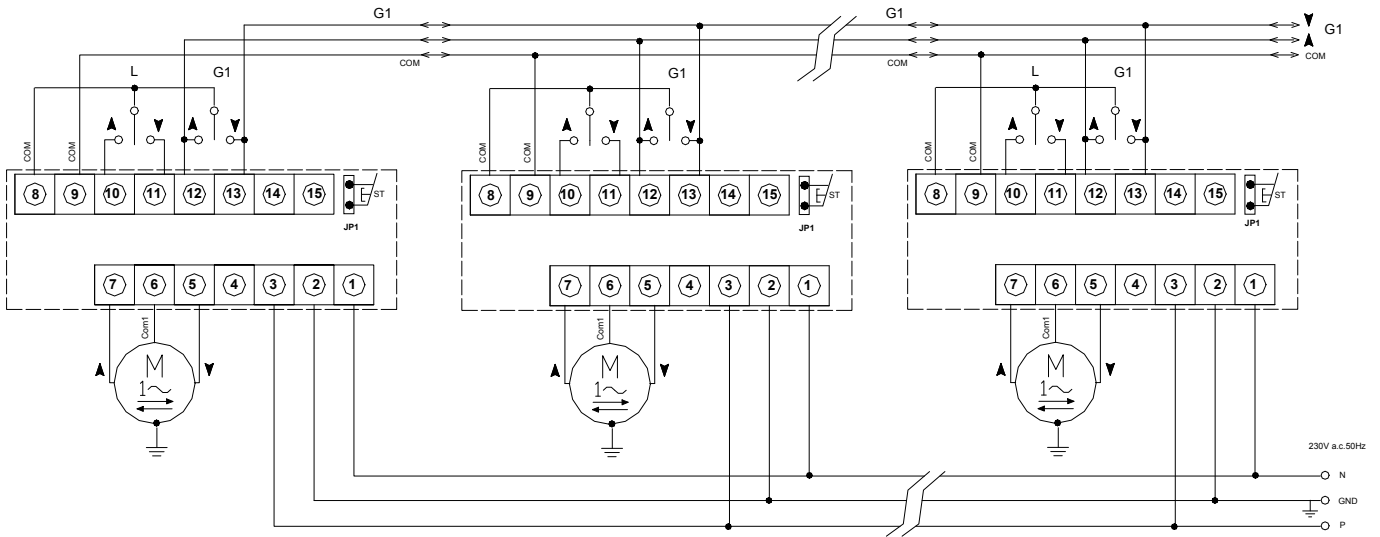 G1 G1 G1
COM COM COM
L G1 G1 L G1
COM COM COM COM COM COM
8 9 10 11 12 13 14 15 ST 8 9 10 11 12 13 14 15 ST 8 9 10 11 12 13 14 15 ST
JP1 JP1 JP1
7 6 5 4 3 2 1 7 6 5 4 3 2 1 7 6 5 4 3 2 1
Com1 Com1 Com1
M M M
1~ 1~ 1~
230V a.c.50Hz
N
GND
P